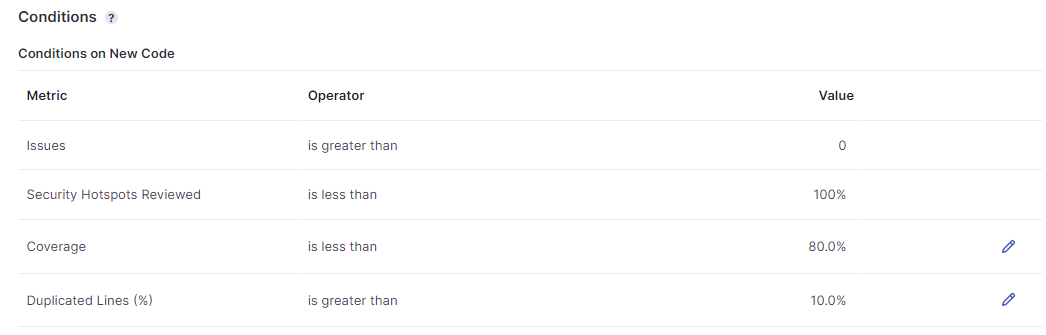 Conditions ?
Conditions on New Code
Metric Operator Value
Issues is greater than 0
Security Hotspots Reviewed is less than 100%
Coverage is less than 80.0%
Duplicated Lines (%) is greater than 10.0%